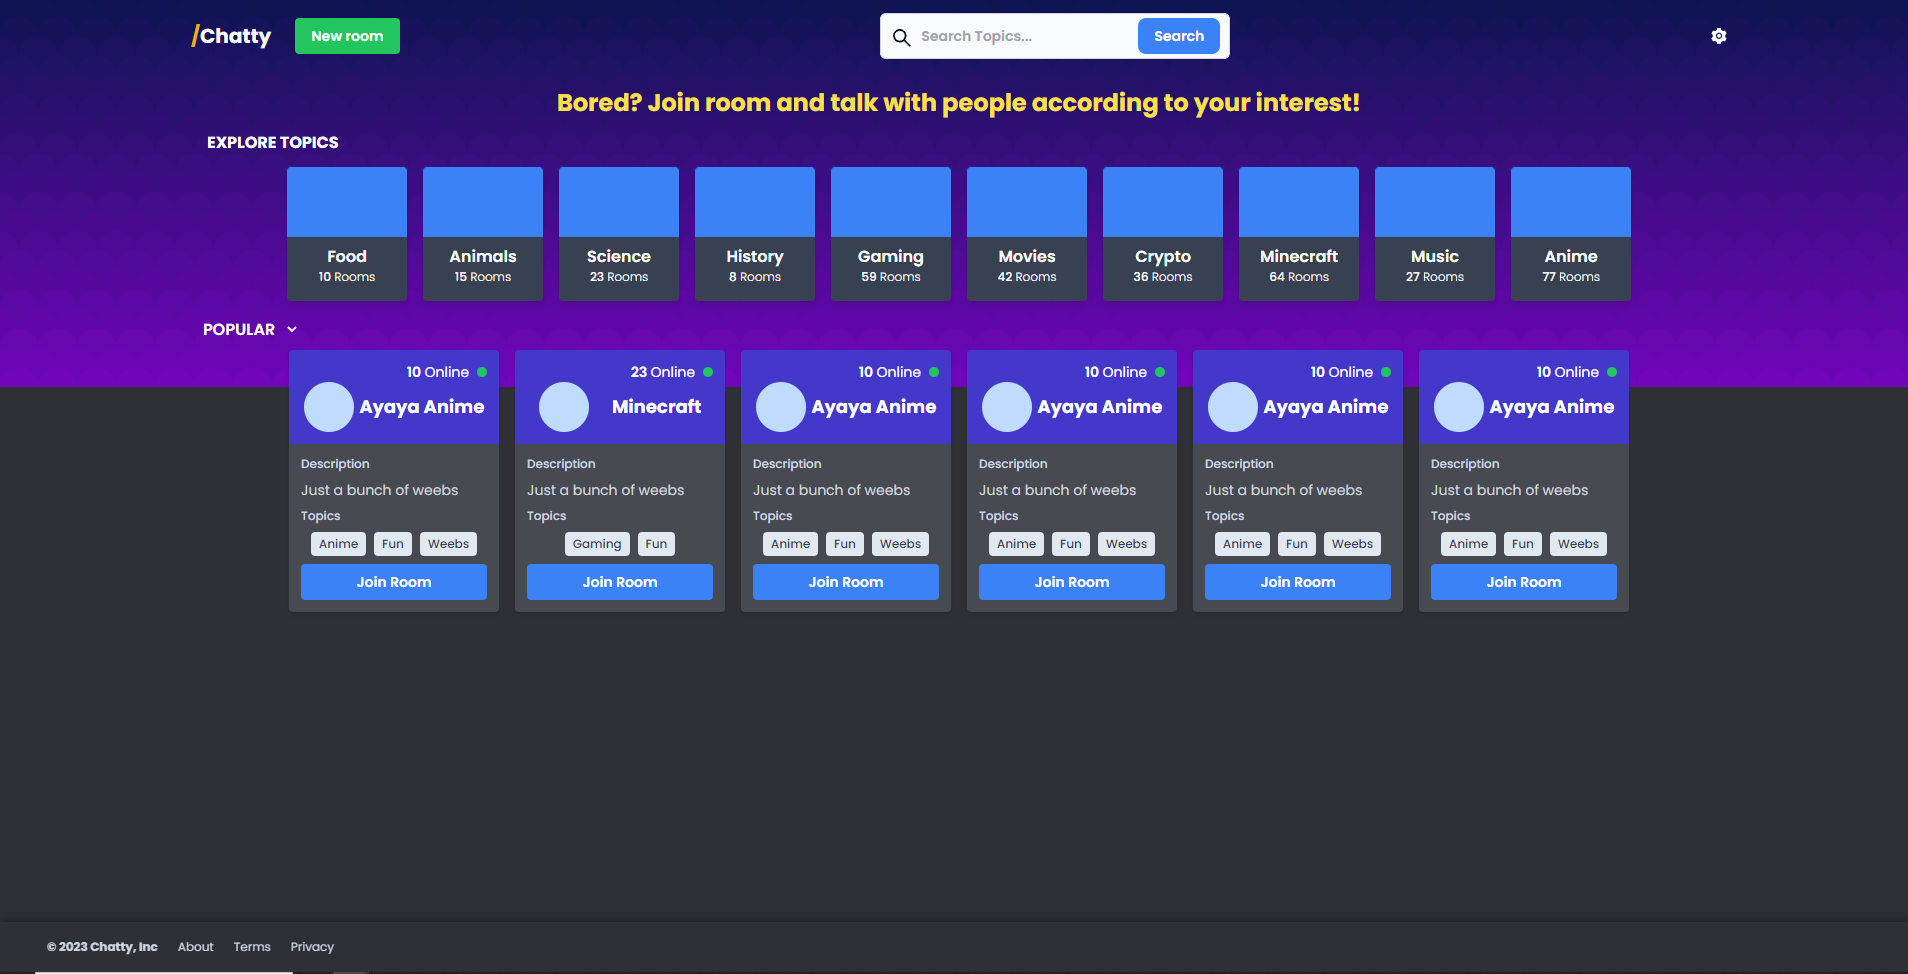 /Chatty New room Search Topics... Search
Bored? Join room and talk with people according to your interest!
EXPLORE TOPICS
Food Animals Science History Gaming Movies Crypto Minecraft Music Anime
10 Rooms 15 Rooms 23 Rooms 8 Rooms 59 Rooms 42 Rooms 36 Rooms 64 Rooms 27 Rooms 77 Rooms
POPULAR
10 Online 23 Online 10 Online 10 Online 10 Online 10 Online
Ayaya Anime Minecraft Ayaya Anime Ayaya Anime Ayaya Anime Ayaya Anime
Description Description Description Description Description Description
Just a bunch of weebs Just a bunch of weebs Just a bunch of weebs Just a bunch of weebs Just a bunch of weebs Just a bunch of weebs
Topics Topics Topics Topics Topics Topics
Anime Fun Weebs Gaming Fun Anime Fun Weebs Anime Fun Weebs Anime Fun Weebs Anime Fun Weebs
Join Room Join Room Join Room Join Room Join Room Join Room
© 2023 Chatty, Inc About Terms Privacy